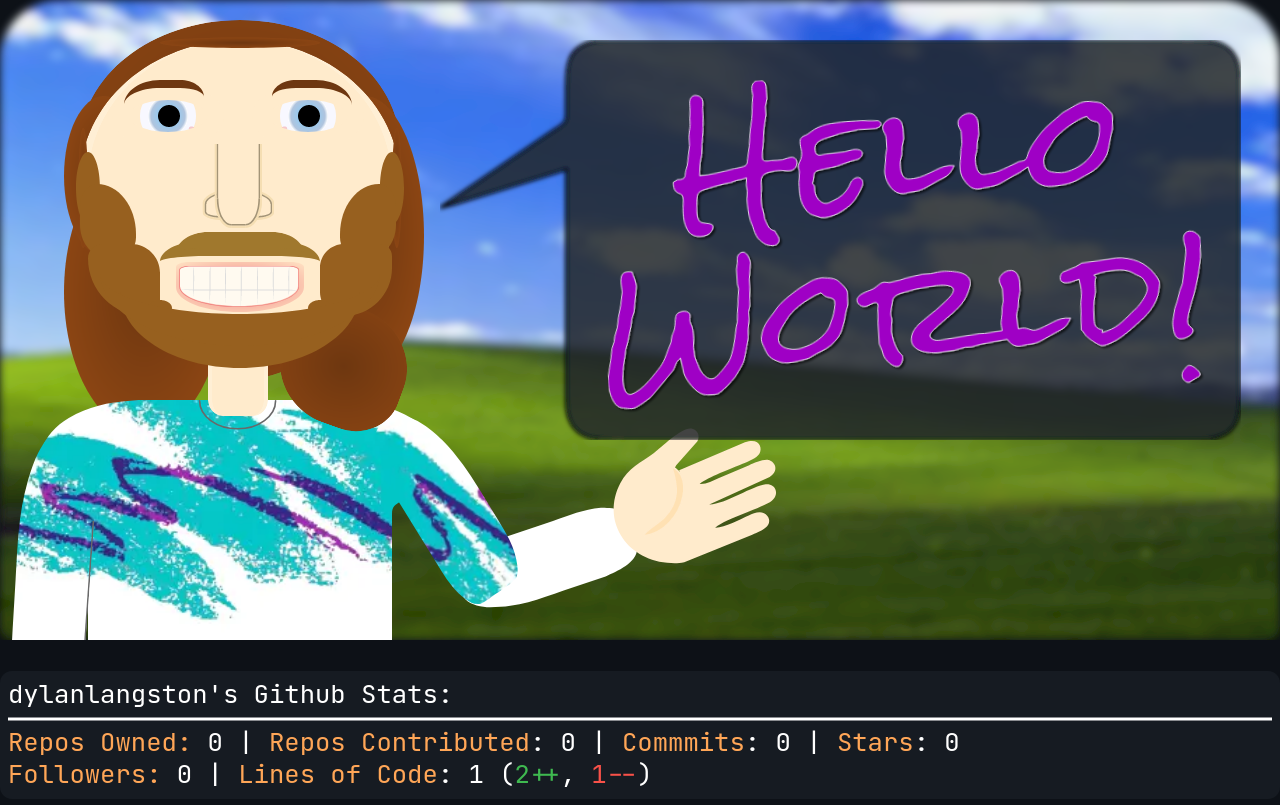 Hello
World!
dylanlangston's Github Stats:
Repos Owned: 0 | Repos Contributed: 0 | Commmits: 0 | Stars: 0
Followers: 0 | Lines of Code: 1 (2++, 1--)